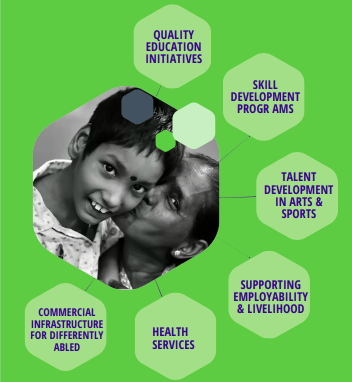 QUALITY
EDUCATION
INITIATIVES
SKILL
DEVELOPMENT
PROGR AMS
TALENT
DEVELOPMENT
IN ARTS &
SPORTS
SUPPORTING
EMPLOYABILITY
& LIVELIHOOD
HEALTH
SERVICES
COMMERCIAL
INFRASTRUCTURE
FOR DIFFERENTLY
ABLED